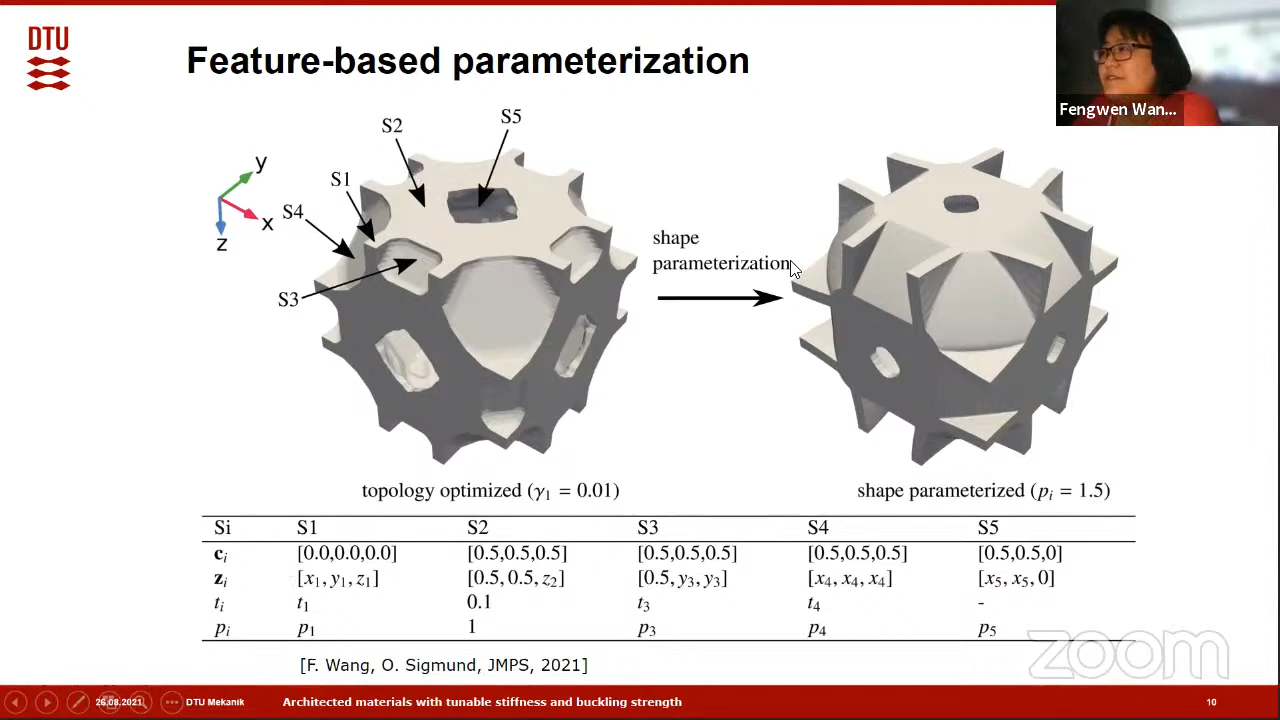 DTU
Feature-based parameterization
Fengwen Wan...
S5
S2
S1
S4
S3
y
x
z
shape
parameterization
topology optimized (γ₁ = 0.01)
shape parameterized (pᵢ = 1.5)
Si S1 S2 S3 S4 S5
cᵢ [0.0,0.0,0.0] [0.5,0.5,0.5] [0.5,0.5,0.5] [0.5,0.5,0.5] [0.5,0.5,0]
zᵢ [x₁, y₁, z₁] [0.5, 0.5, z₂] [0.5, y₃, y₃] [x₄, x₄, x₄] [x₅, x₅, 0]
tᵢ t₁ 0.1 t₃ t₄ -
pᵢ p₁ 1 p₃ p₄ p₅
[F. Wang, O. Sigmund, JMPS, 2021]
zoom
26.08.2021 DTU Mekanik Architected materials with tunable stiffness and buckling strength 10